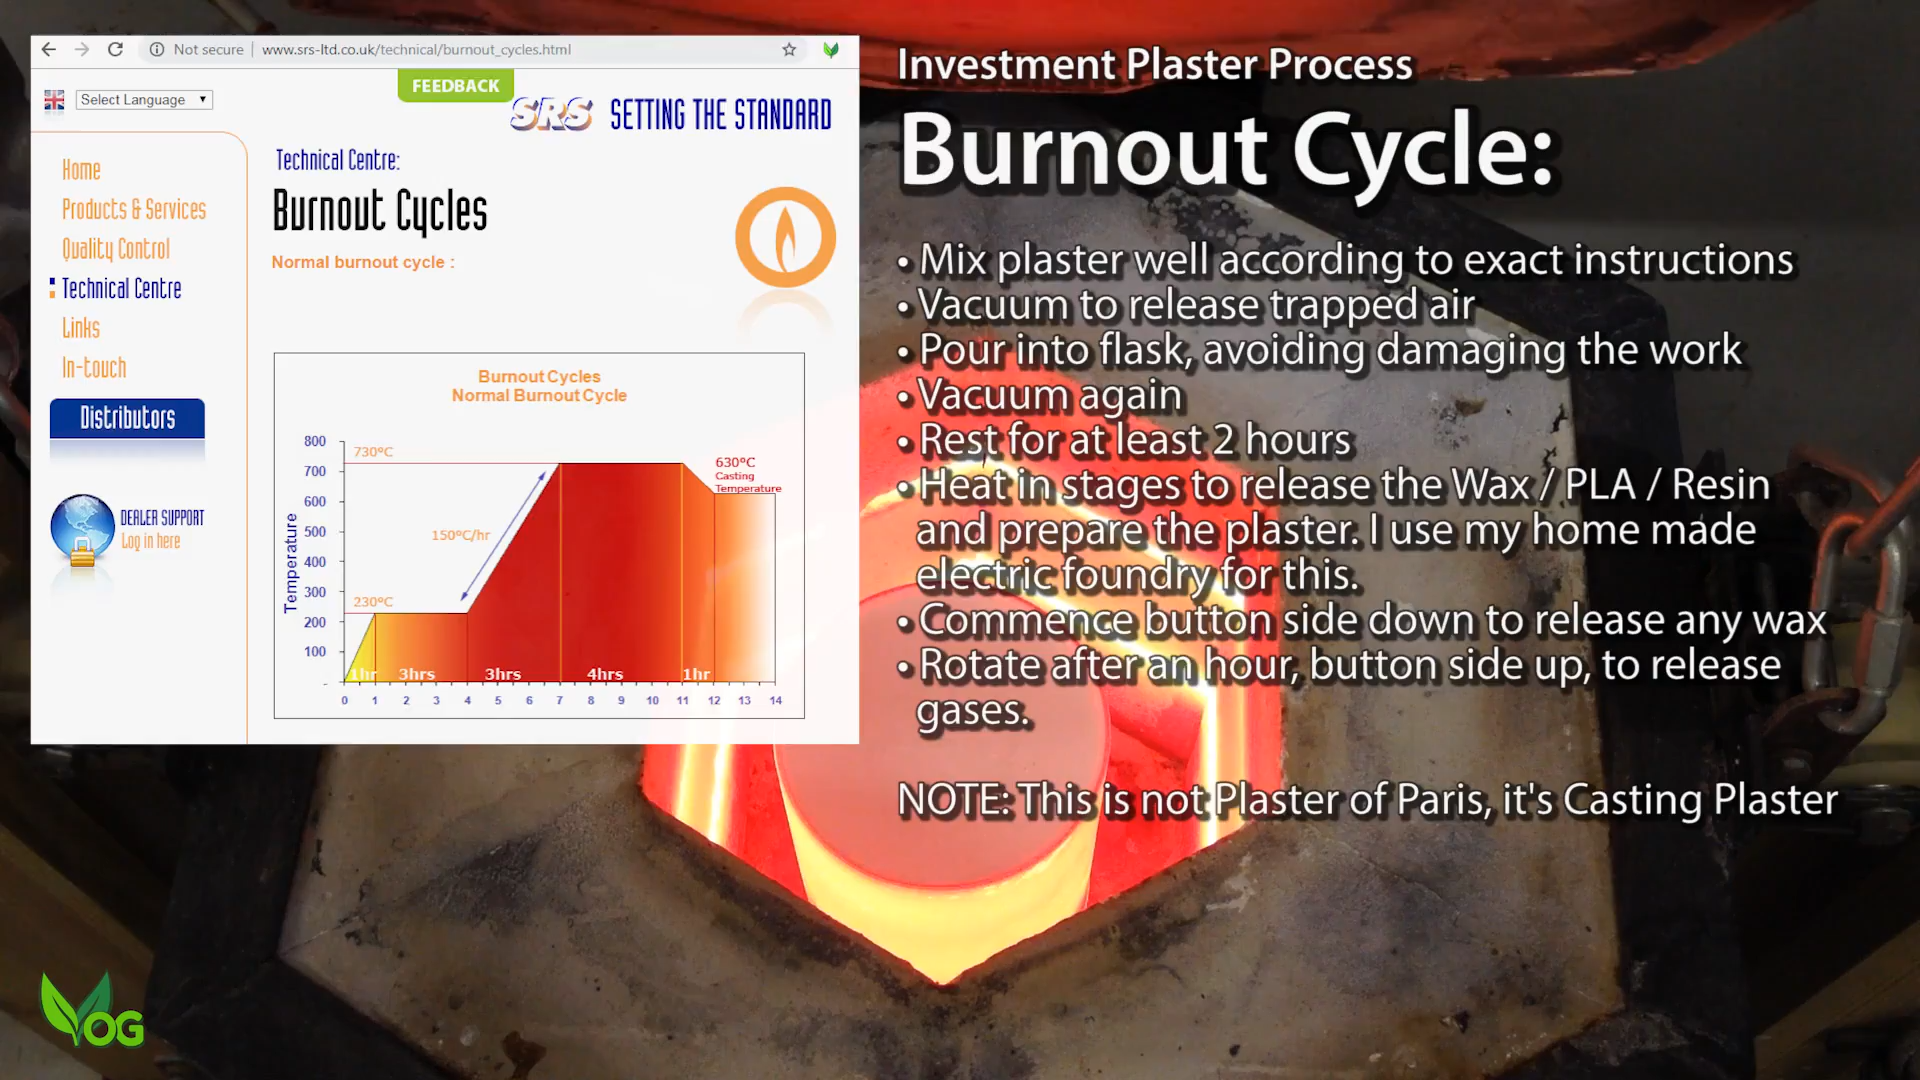 Not secure | www.srs-ltd.co.uk/technical/burnout_cycles.html
Select Language
FEEDBACK
SRS SETTING THE STANDARD
Home
Products & Services
Quality Control
Technical Centre
Links
In-touch
Distributors
DEALER SUPPORT
Log in here
Technical Centre:
Burnout Cycles
Normal burnout cycle :
Burnout Cycles
Normal Burnout Cycle
Temperature
800
700
600
500
400
300
200
100
-
730ºC
230ºC
150ºC/hr
630ºC
Casting
Temperature
1hr 3hrs 3hrs 4hrs 1hr
0 1 2 3 4 5 6 7 8 9 10 11 12 13 14
Investment Plaster Process
Burnout Cycle:
• Mix plaster well according to exact instructions
• Vacuum to release trapped air
• Pour into flask, avoiding damaging the work
• Vacuum again
• Rest for at least 2 hours
• Heat in stages to release the Wax / PLA / Resin
and prepare the plaster. I use my home made
electric foundry for this.
• Commence button side down to release any wax
• Rotate after an hour, button side up, to release
gases.
NOTE: This is not Plaster of Paris, it's Casting Plaster
VOG